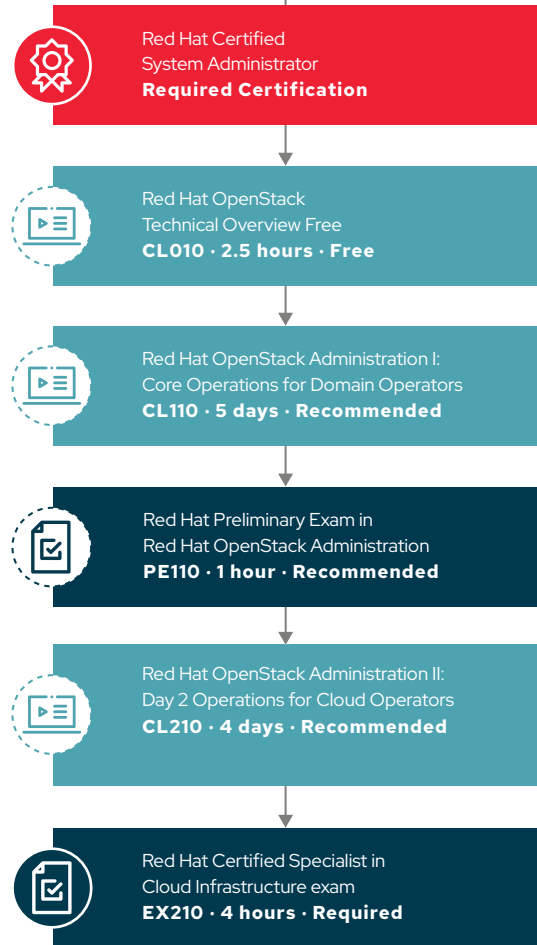 Red Hat Certified
System Administrator
Required Certification
Red Hat OpenStack
Technical Overview Free
CL010 · 2.5 hours · Free
Red Hat OpenStack Administration I:
Core Operations for Domain Operators
CL110 · 5 days · Recommended
Red Hat Preliminary Exam in
Red Hat OpenStack Administration
PE110 · 1 hour · Recommended
Red Hat OpenStack Administration II:
Day 2 Operations for Cloud Operators
CL210 · 4 days · Recommended
Red Hat Certified Specialist in
Cloud Infrastructure exam
EX210 · 4 hours · Required